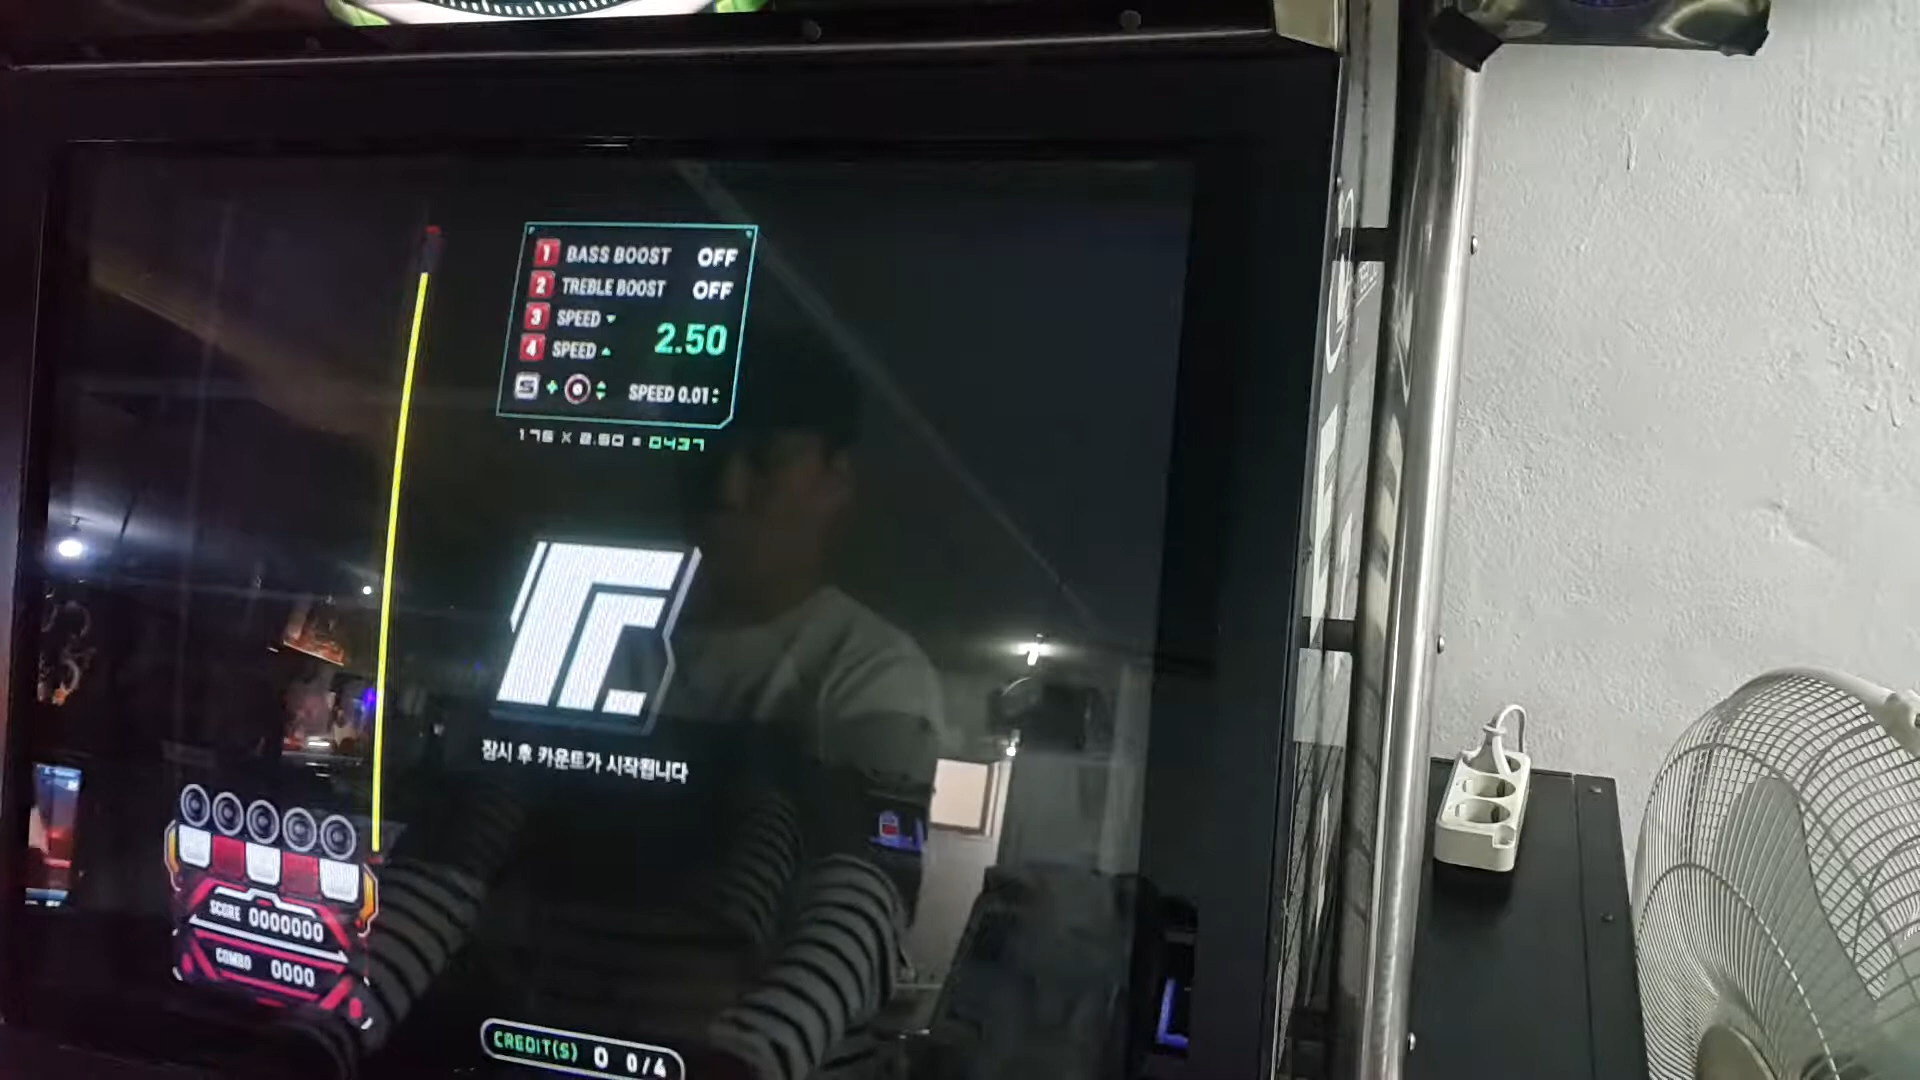 1 BASS BOOST OFF
2 TREBLE BOOST OFF
3 SPEED ▼ 2.50
4 SPEED ▲
S + SPEED 0.01
175 X 2.50 = 0437
잠시 후 카운트가 시작됩니다
SCORE 0000000
COMBO 0000
CREDIT(S) 0 0/4